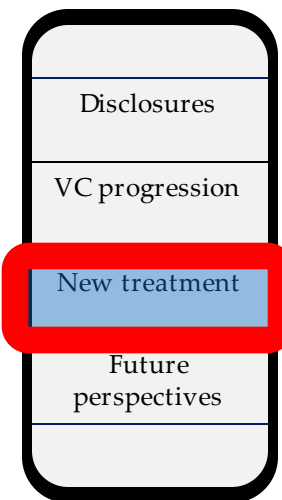 Disclosures
VC progression
New treatment
Future
perspectives